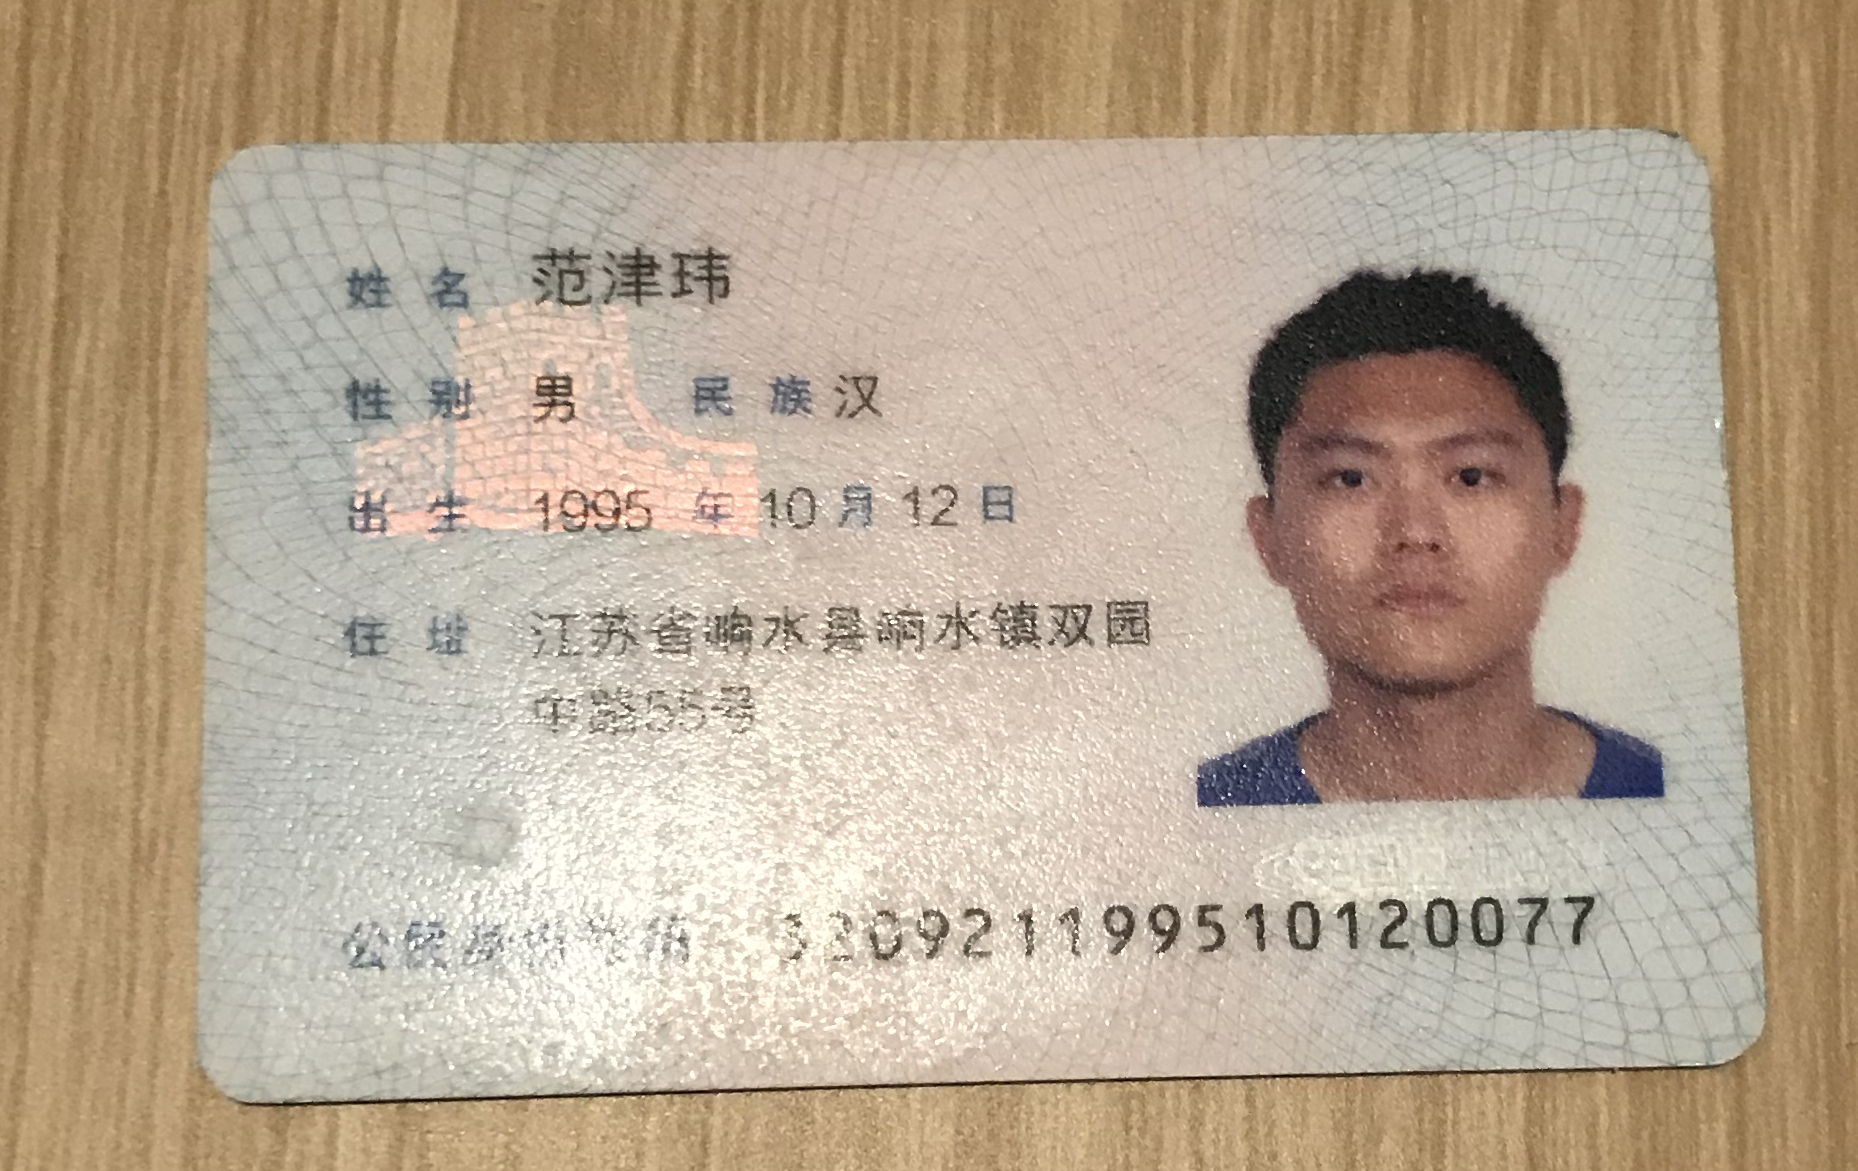 姓名 范津玮
性别 男 民族 汉
出生 1995 年 10 月 12 日
住址 江苏省响水县响水镇双园
中路55号
公民身份号码 320921199510120077